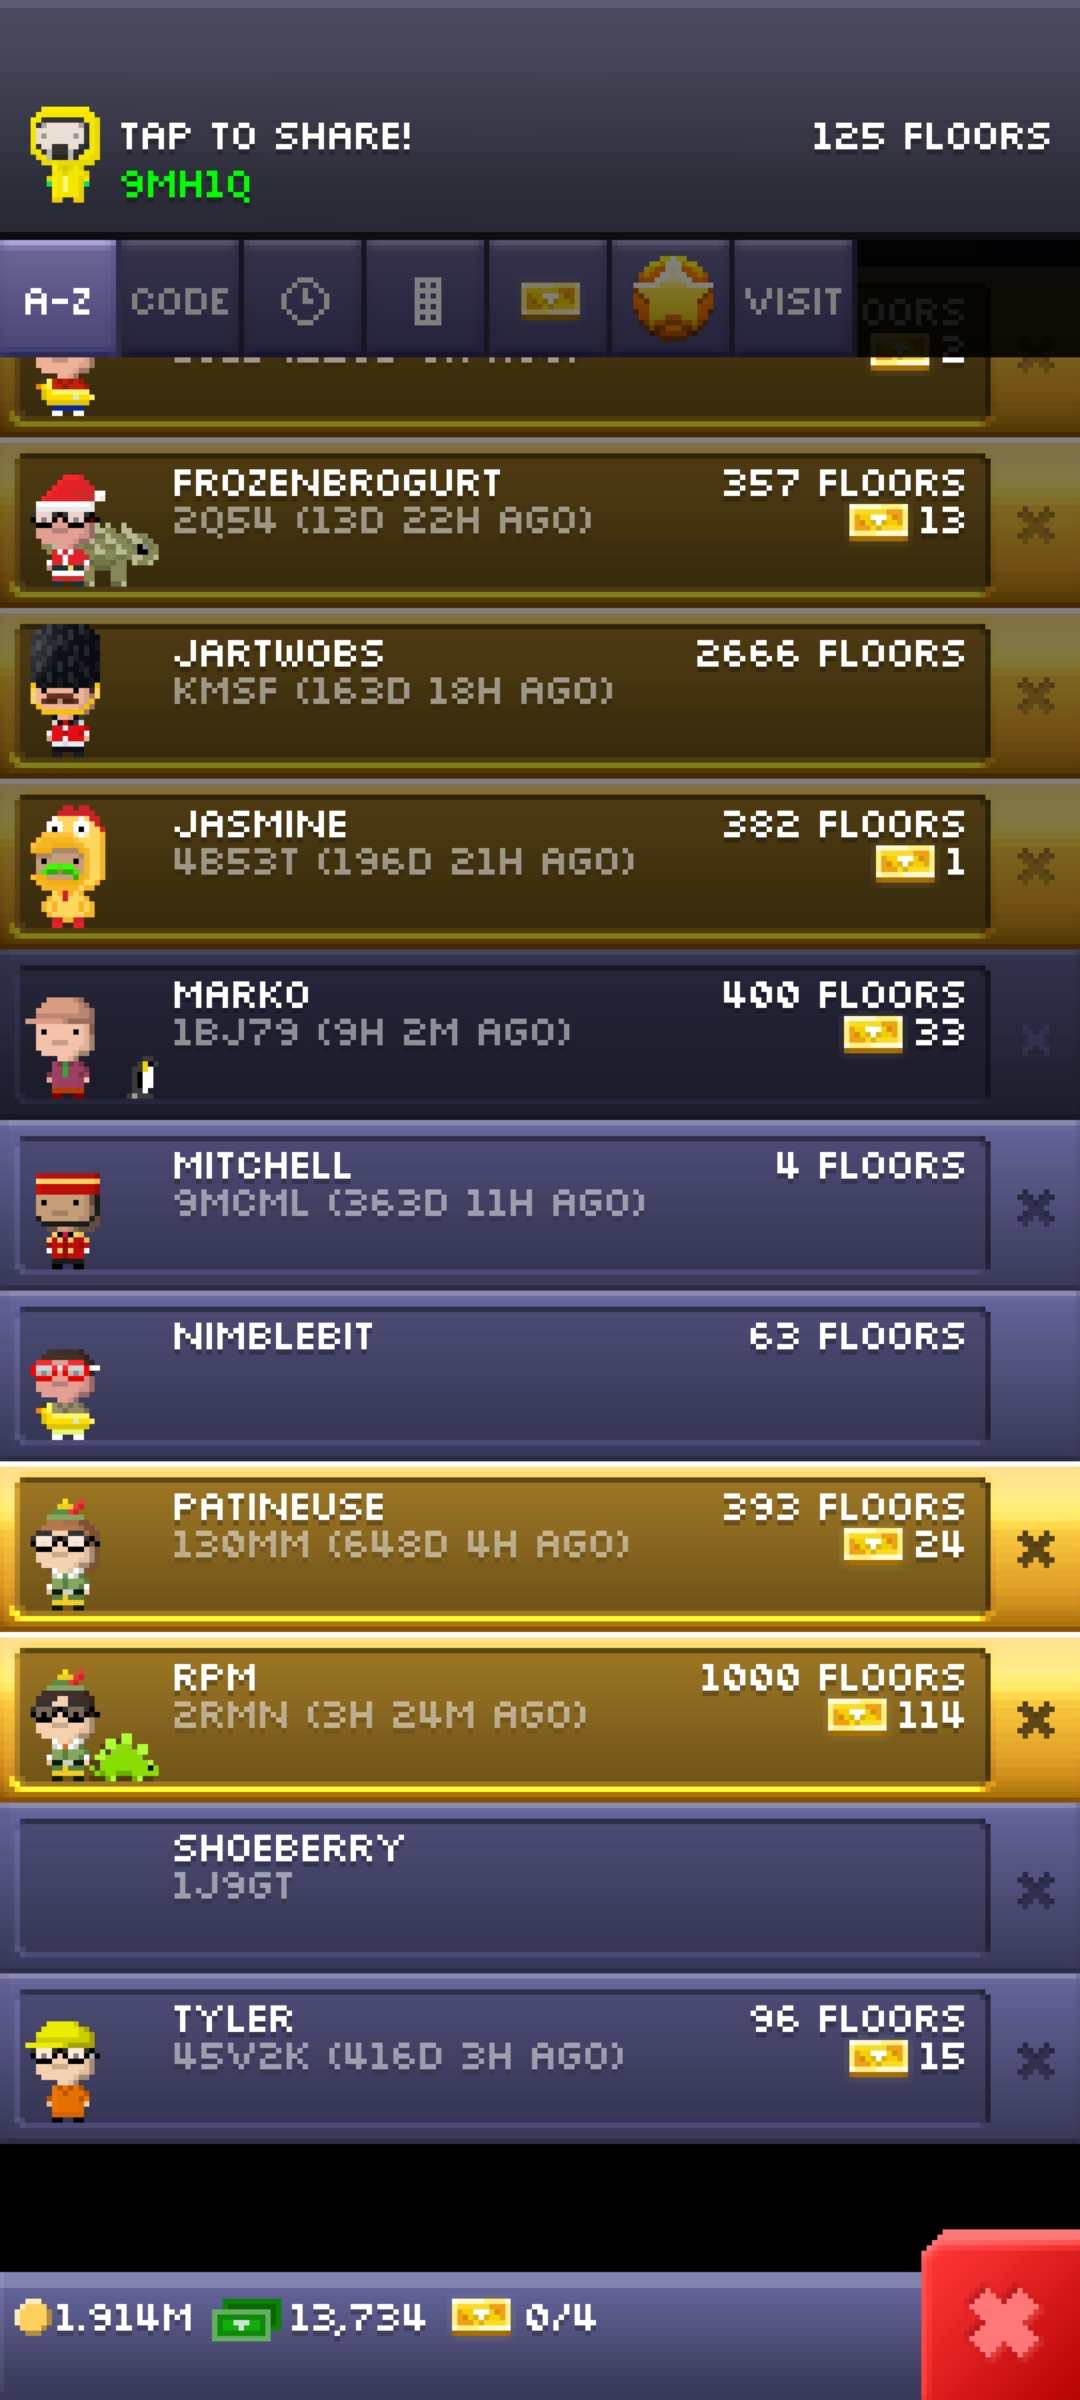 TAP TO SHARE!
125 FLOORS
9MH1Q
A-Z
CODE
VISIT
2
FROZENBROGURT
357 FLOORS
2Q54 (13D 22H AGO)
13
JARTWOBS
2666 FLOORS
KMSF (163D 18H AGO)
JASMINE
382 FLOORS
4B53T (196D 21H AGO)
1
MARKO
400 FLOORS
1BJ79 (9H 2M AGO)
33
MITCHELL
4 FLOORS
9MCML (363D 11H AGO)
NIMBLEBIT
63 FLOORS
PATINEUSE
393 FLOORS
130MM (648D 4H AGO)
24
RPM
1000 FLOORS
2RMN (3H 24M AGO)
114
SHOEBERRY
1J9GT
TYLER
96 FLOORS
45V2K (416D 3H AGO)
15
1.914M 13,734 0/4